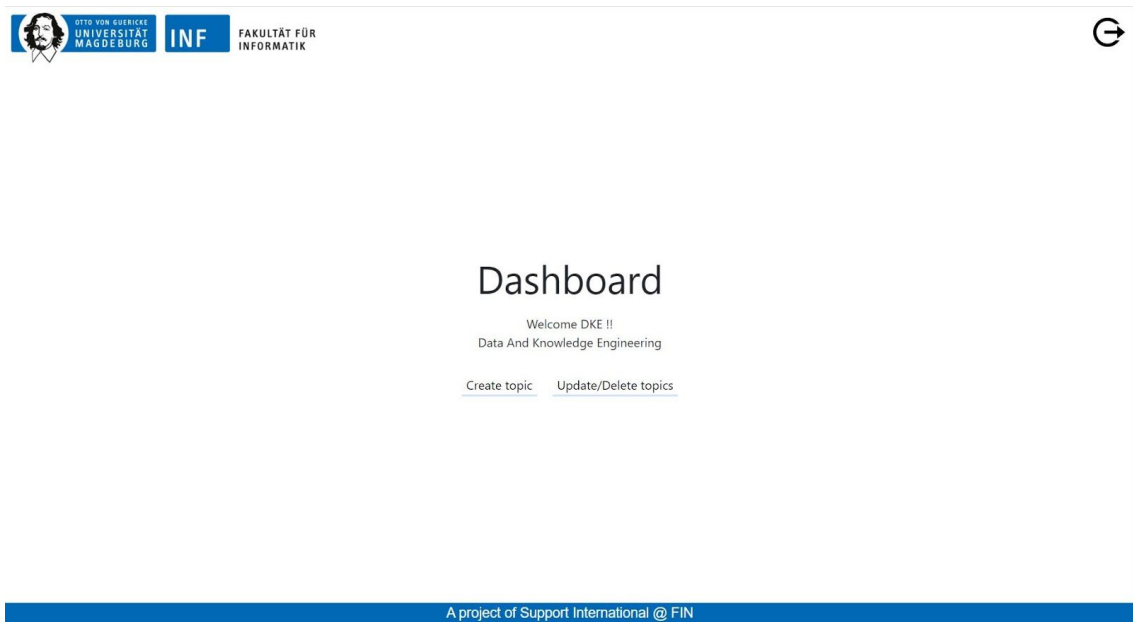 OTTO VON GUERICKE
UNIVERSITÄT
MAGDEBURG
INF
FAKULTÄT FÜR
INFORMATIK
Dashboard
Welcome DKE !!
Data And Knowledge Engineering
Create topic Update/Delete topics
A project of Support International @ FIN